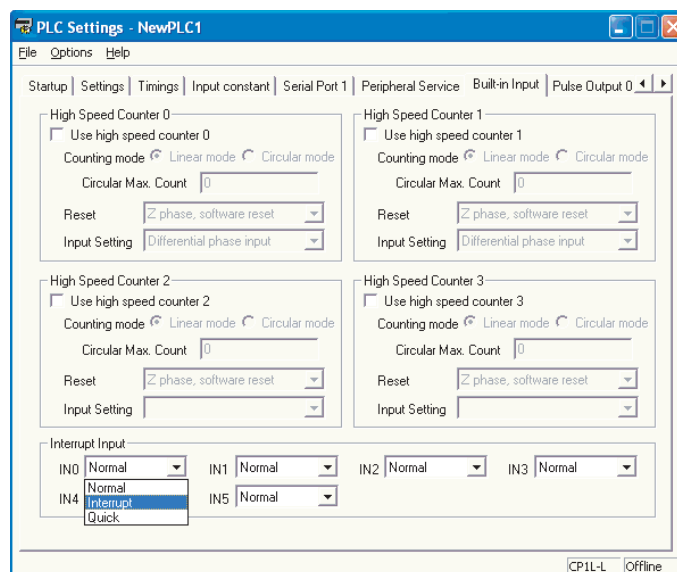 PLC Settings - NewPLC1
File Options Help
Startup Settings Timings Input constant Serial Port 1 Peripheral Service Built-in Input Pulse Output 0
High Speed Counter 0
Use high speed counter 0
Counting mode Linear mode Circular mode
Circular Max. Count 0
Reset Z phase, software reset
Input Setting Differential phase input
High Speed Counter 1
Use high speed counter 1
Counting mode Linear mode Circular mode
Circular Max. Count 0
Reset Z phase, software reset
Input Setting Differential phase input
High Speed Counter 2
Use high speed counter 2
Counting mode Linear mode Circular mode
Circular Max. Count 0
Reset Z phase, software reset
Input Setting
High Speed Counter 3
Use high speed counter 3
Counting mode Linear mode Circular mode
Circular Max. Count 0
Reset Z phase, software reset
Input Setting
Interrupt Input
IN0 Normal IN1 Normal IN2 Normal IN3 Normal
Normal
IN4 Interrupt IN5 Normal
Quick
CP1L-L Offline